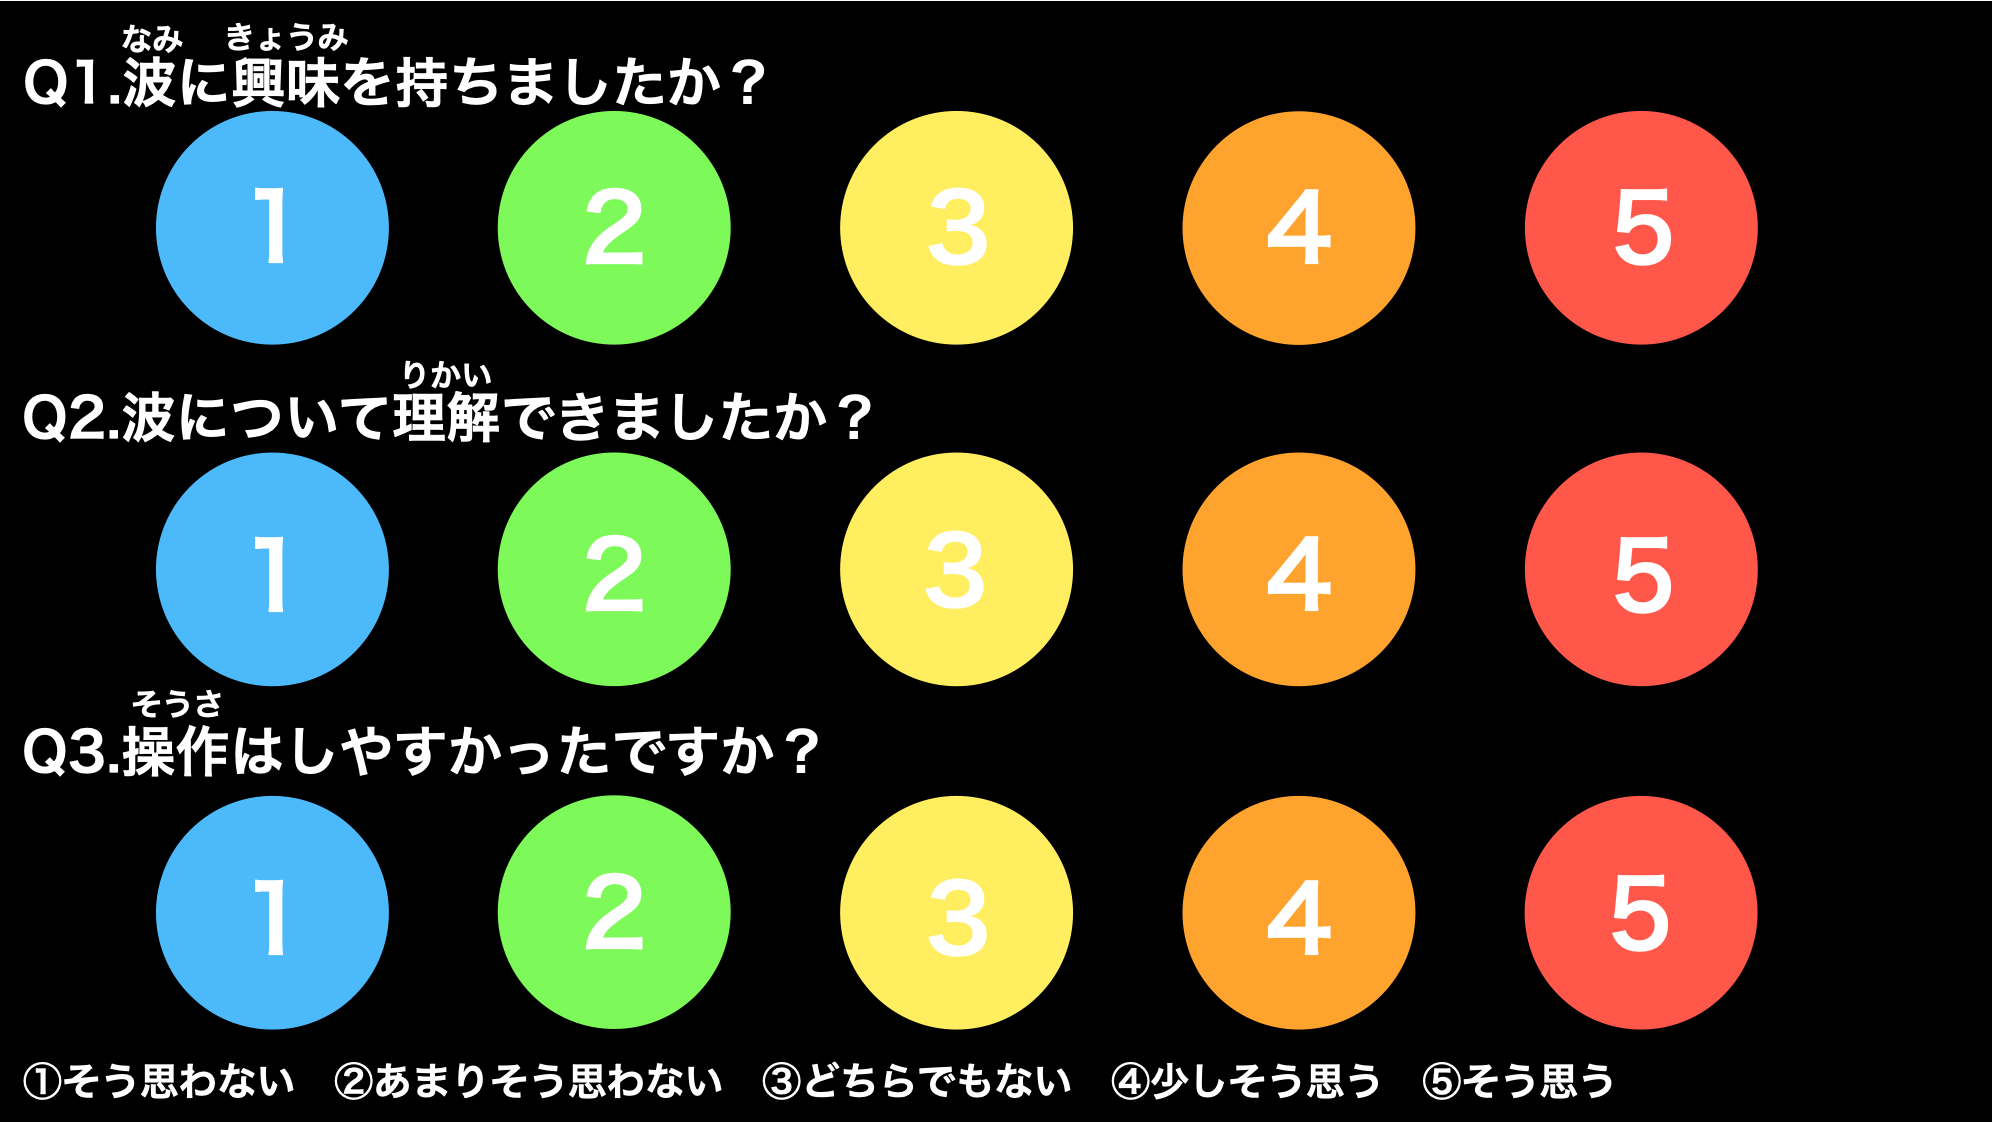 なみ きょうみ
Q1.波に興味を持ちましたか？
1 2 3 4 5
りかい
Q2.波について理解できましたか？
1 2 3 4 5
そうさ
Q3.操作はしやすかったですか？
1 2 3 4 5
①そう思わない ②あまりそう思わない ③どちらでもない ④少しそう思う ⑤そう思う